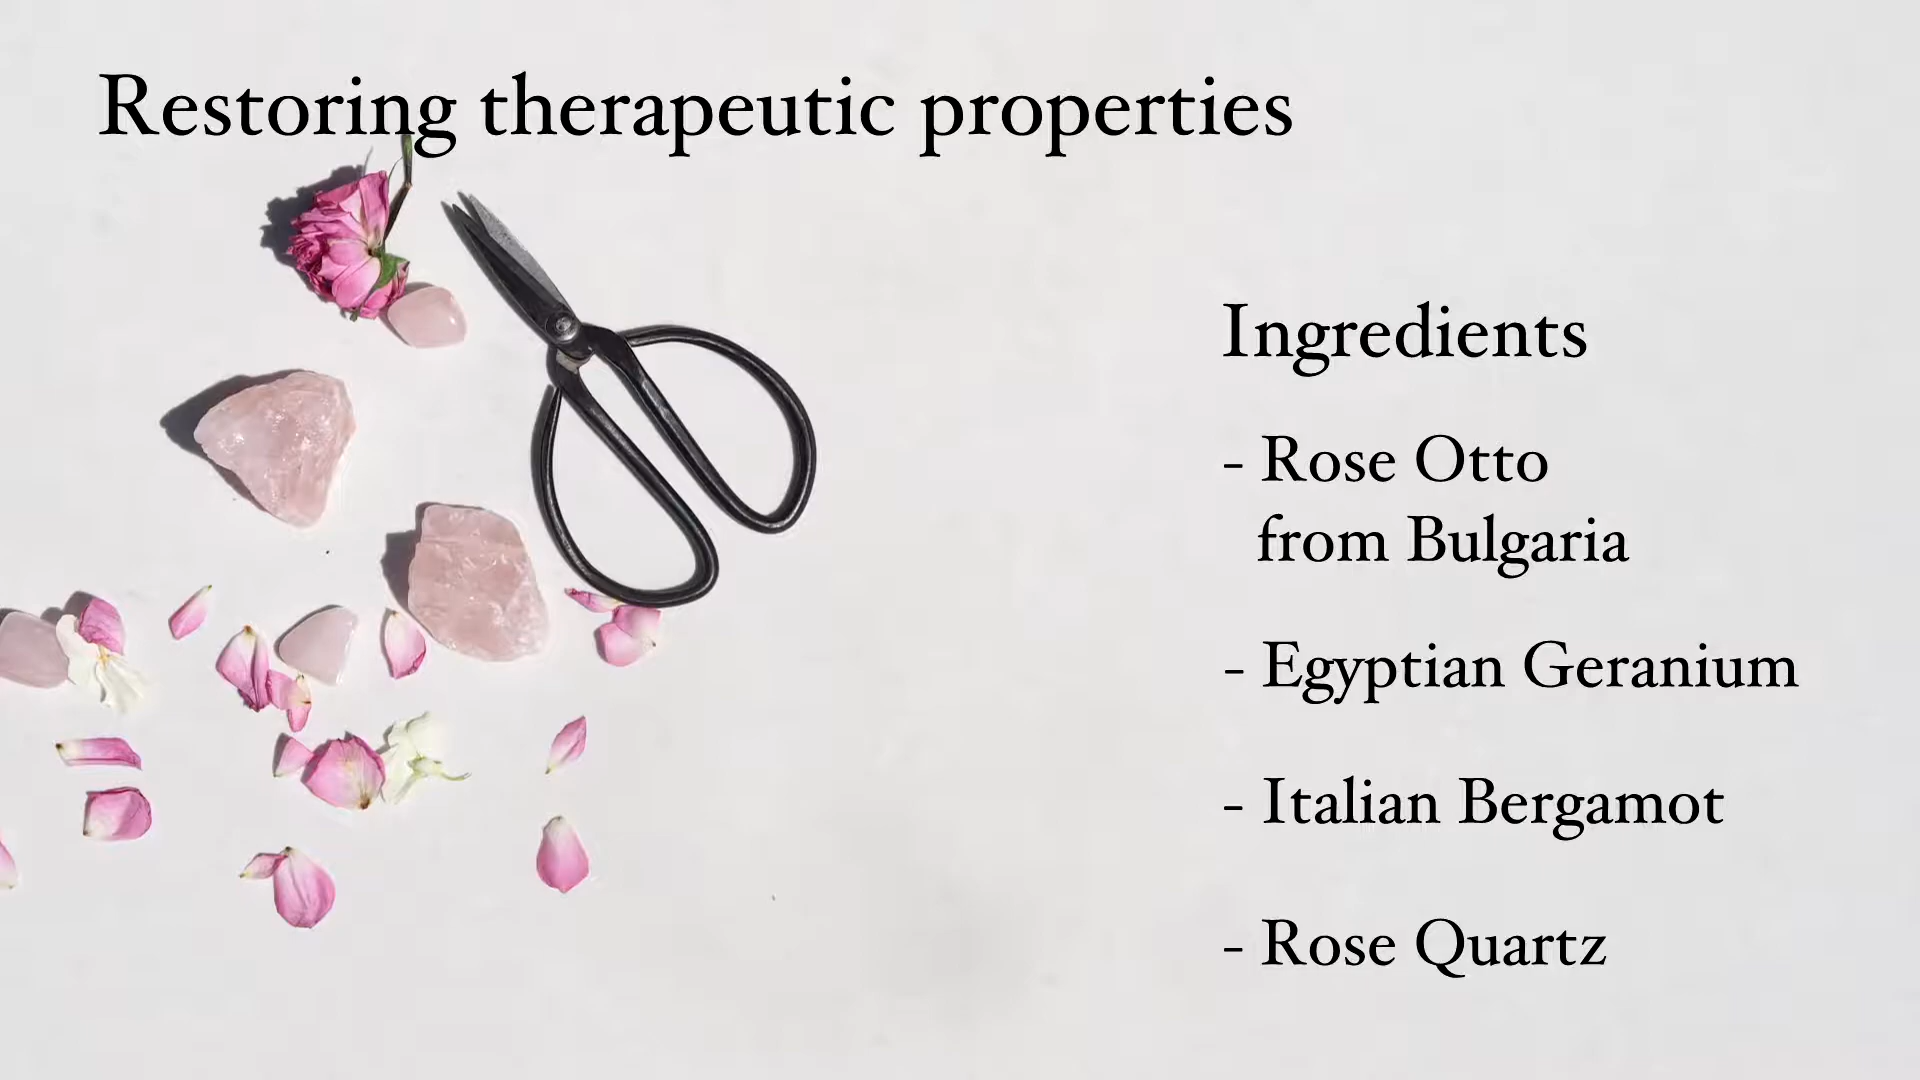 Restoring therapeutic properties
Ingredients
- Rose Otto
from Bulgaria
- Egyptian Geranium
- Italian Bergamot
- Rose Quartz